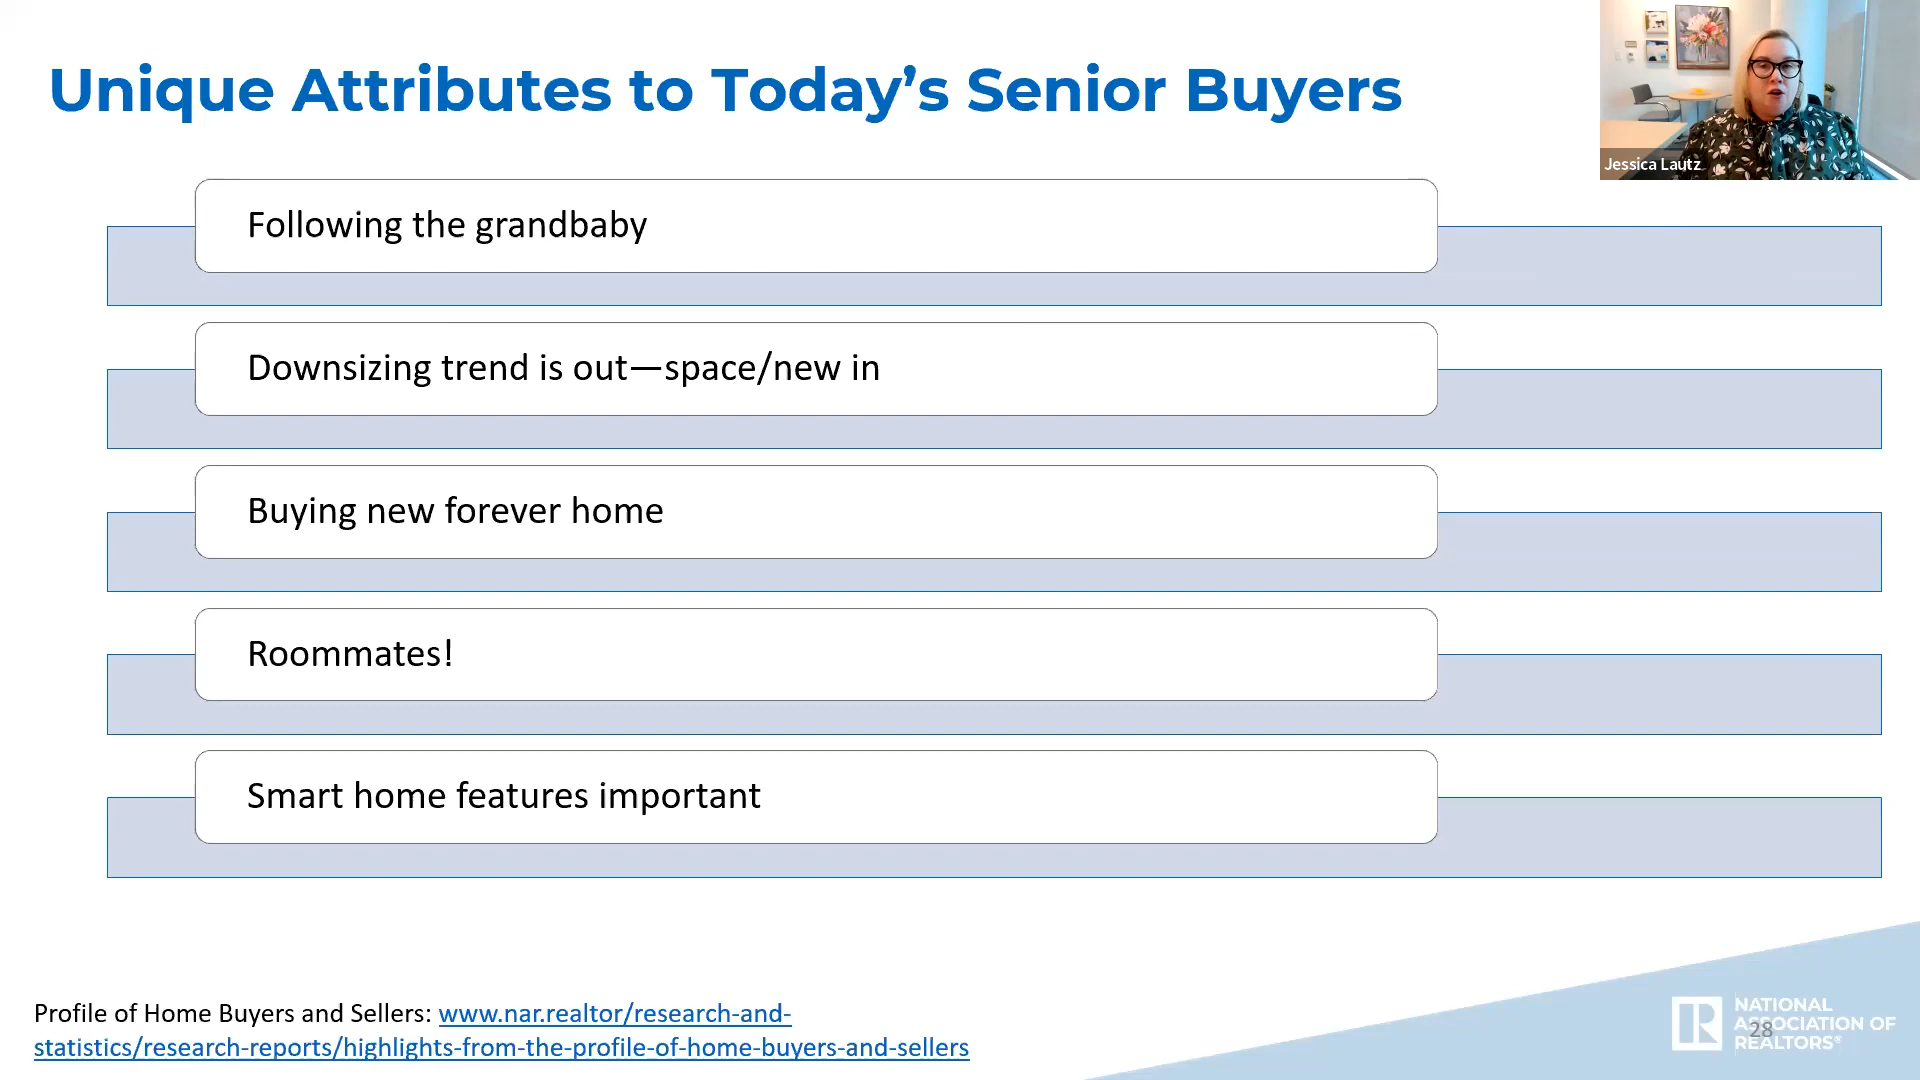 Unique Attributes to Today’s Senior Buyers
Jessica Lautz
Following the grandbaby
Downsizing trend is out—space/new in
Buying new forever home
Roommates!
Smart home features important
Profile of Home Buyers and Sellers: www.nar.realtor/research-and-
statistics/research-reports/highlights-from-the-profile-of-home-buyers-and-sellers
NATIONAL
ASSOCIATION OF
REALTORS®
28